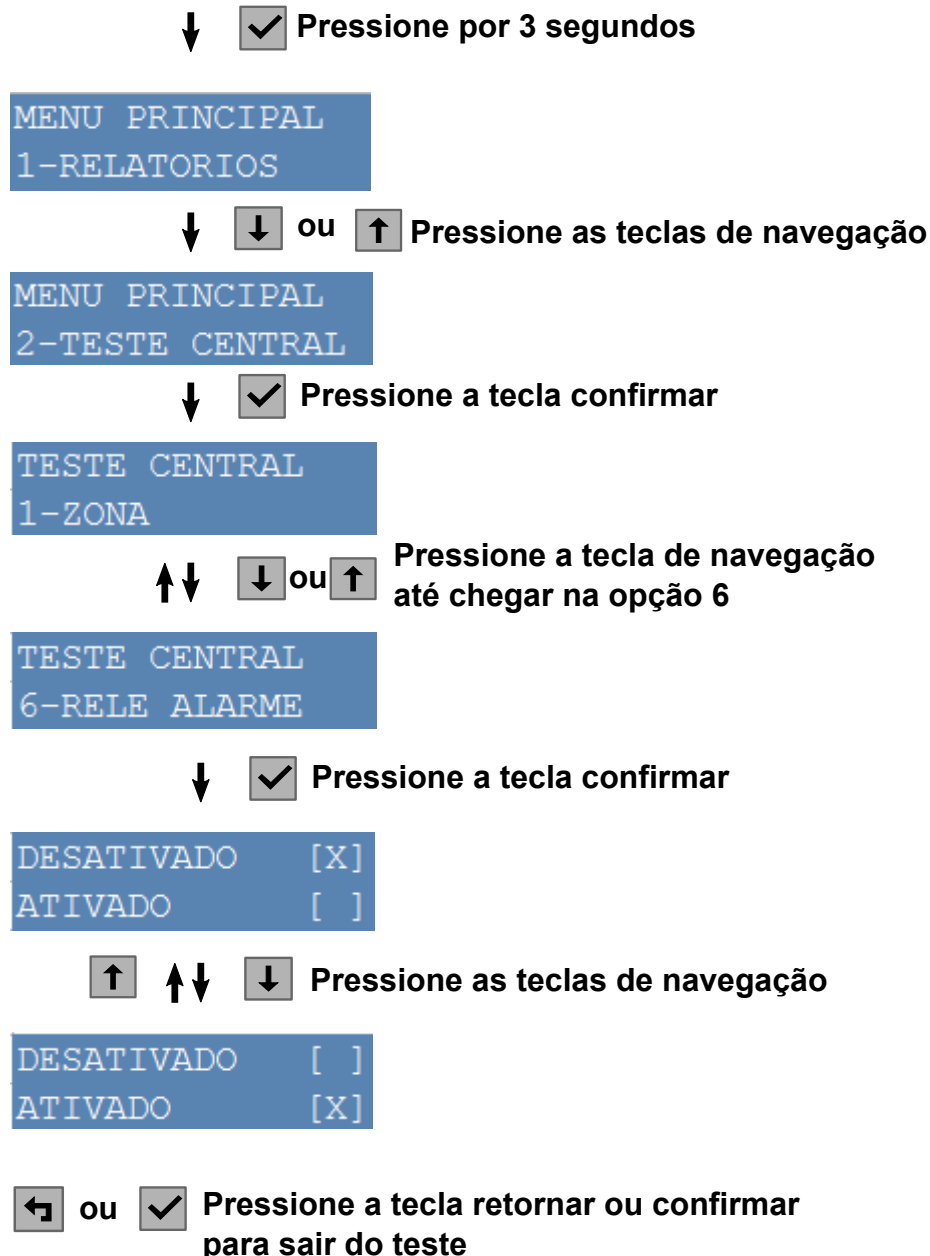 Pressione por 3 segundos
MENU PRINCIPAL
1-RELATORIOS
ou Pressione as teclas de navegação
MENU PRINCIPAL
2-TESTE CENTRAL
Pressione a tecla confirmar
TESTE CENTRAL
1-ZONA
ou Pressione a tecla de navegação
até chegar na opção 6
TESTE CENTRAL
6-RELE ALARME
Pressione a tecla confirmar
DESATIVADO [X]
ATIVADO [ ]
Pressione as teclas de navegação
DESATIVADO [ ]
ATIVADO [X]
ou Pressione a tecla retornar ou confirmar
para sair do teste